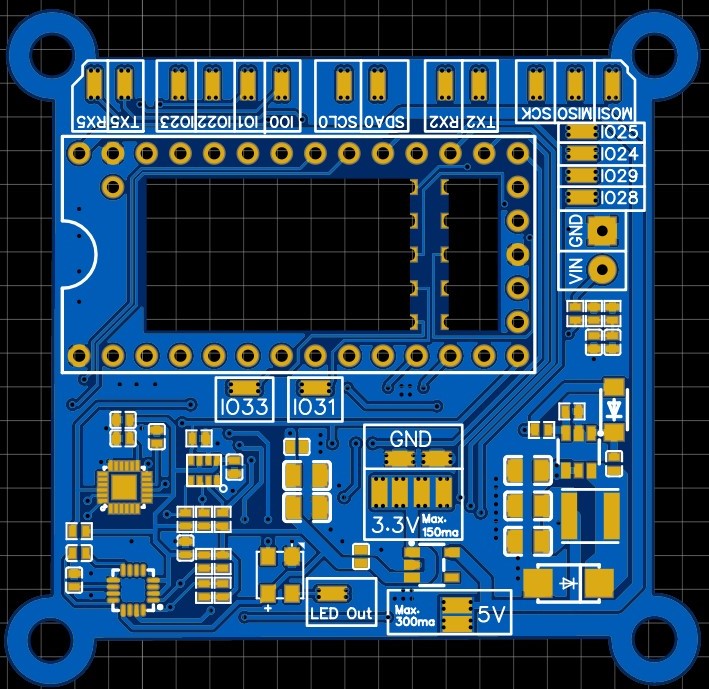 RX5
TX5
IO23
IO22
IO1
IO0
SCL0
SDA0
RX2
TX2
SCK
MISO
MOSI
IO25
IO24
IO29
IO28
GND
VIN
IO33
IO31
GND
3.3V Max. 150ma
+
LED Out
Max. 300ma 5V